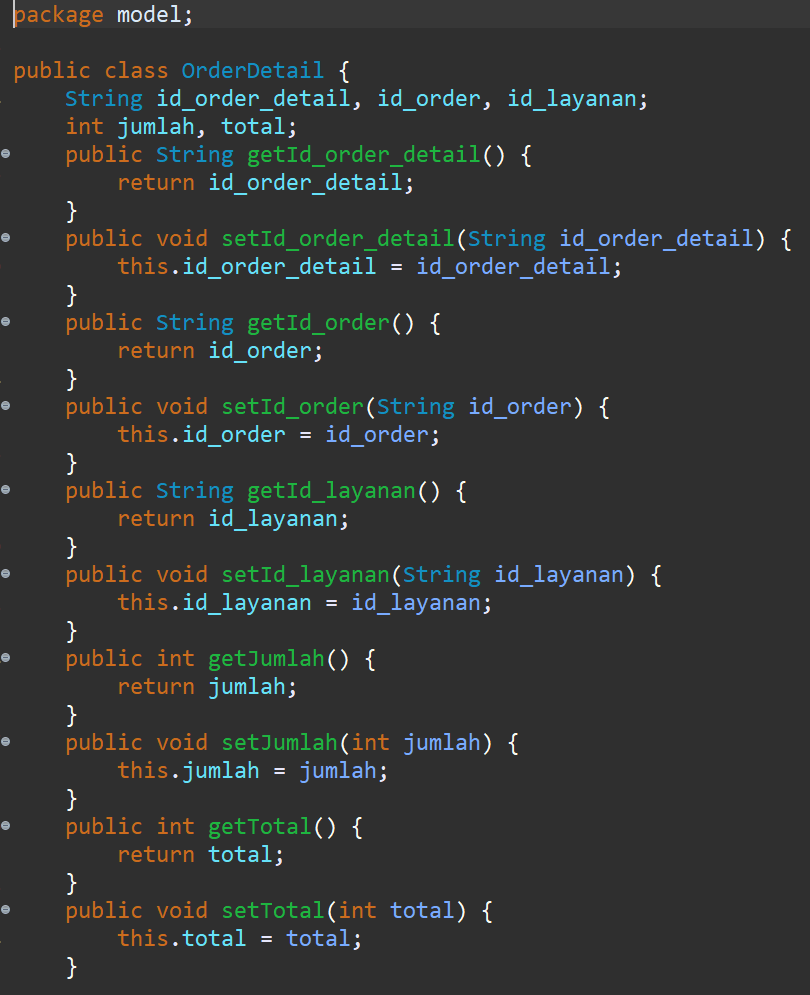 package model;
public class OrderDetail {
    String id_order_detail, id_order, id_layanan;
    int jumlah, total;
    public String getId_order_detail() {
        return id_order_detail;
    }
    public void setId_order_detail(String id_order_detail) {
        this.id_order_detail = id_order_detail;
    }
    public String getId_order() {
        return id_order;
    }
    public void setId_order(String id_order) {
        this.id_order = id_order;
    }
    public String getId_layanan() {
        return id_layanan;
    }
    public void setId_layanan(String id_layanan) {
        this.id_layanan = id_layanan;
    }
    public int getJumlah() {
        return jumlah;
    }
    public void setJumlah(int jumlah) {
        this.jumlah = jumlah;
    }
    public int getTotal() {
        return total;
    }
    public void setTotal(int total) {
        this.total = total;
    }